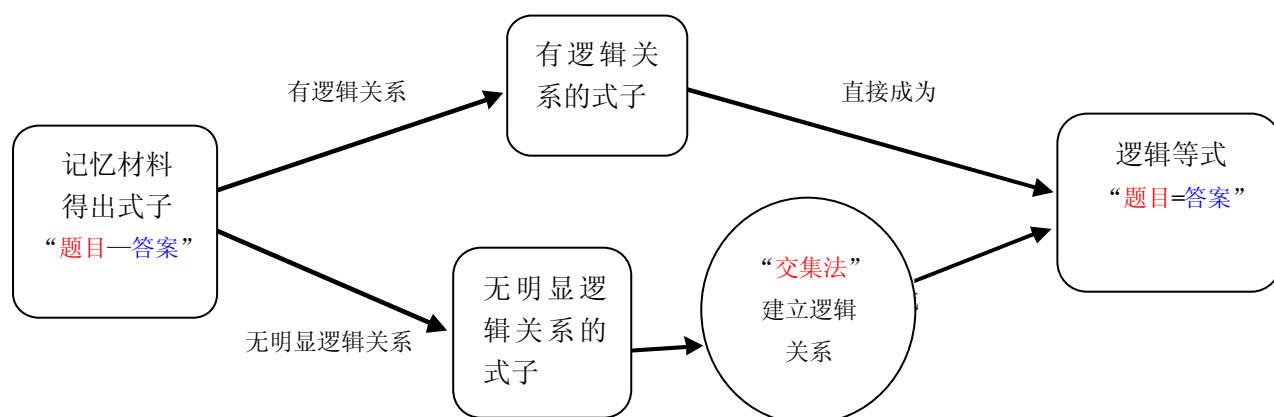 记忆材料
得出式子
“题目—答案”
有逻辑关系
无明显逻辑关系
有逻辑关
系的式子
无明显逻
辑关系的
式子
直接成为
“交集法”
建立逻辑
关系
逻辑等式
“题目=答案”